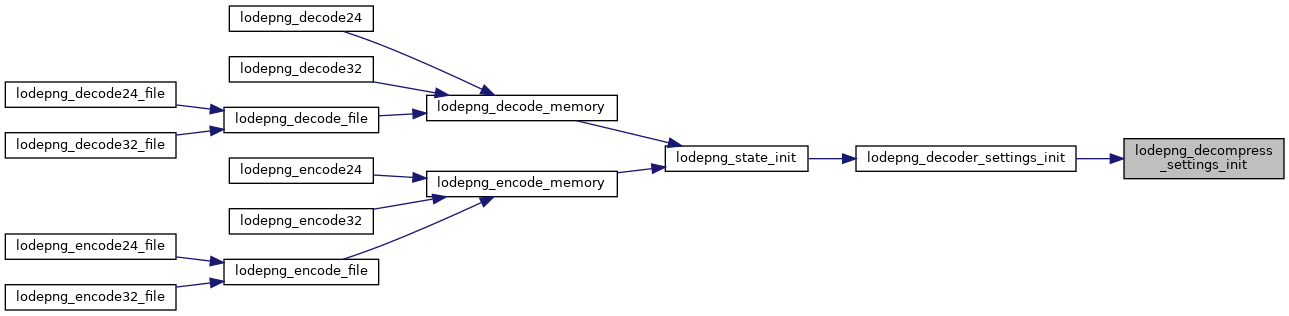 lodepng_decode24
lodepng_decode32
lodepng_decode24_file
lodepng_decode_memory
lodepng_decode_file
lodepng_decode32_file
lodepng_decompress
_settings_init
lodepng_state_init
lodepng_decoder_settings_init
lodepng_encode24
lodepng_encode_memory
lodepng_encode32
lodepng_encode24_file
lodepng_encode_file
lodepng_encode32_file